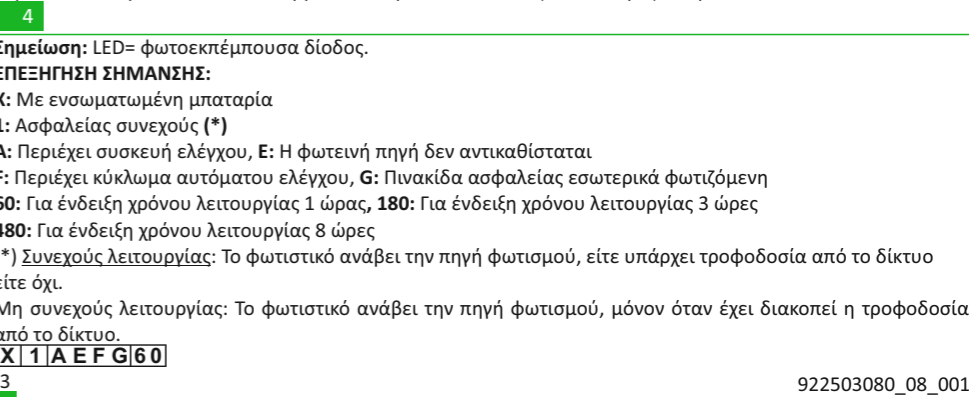 4
Σημείωση: LED= φωτοεκπέμπουσα δίοδος.
ΕΠΕΞΗΓΗΣΗ ΣΗΜΑΝΣΗΣ:
X: Με ενσωματωμένη μπαταρία
1: Ασφαλείας συνεχούς (*)
A: Περιέχει συσκευή ελέγχου, E: Η φωτεινή πηγή δεν αντικαθίσταται
F: Περιέχει κύκλωμα αυτόματου ελέγχου, G: Πινακίδα ασφαλείας εσωτερικά φωτιζόμενη
60: Για ένδειξη χρόνου λειτουργίας 1 ώρας, 180: Για ένδειξη χρόνου λειτουργίας 3 ώρες
480: Για ένδειξη χρόνου λειτουργίας 8 ώρες
(*) Συνεχούς λειτουργίας: Το φωτιστικό ανάβει την πηγή φωτισμού, είτε υπάρχει τροφοδοσία από το δίκτυο
είτε όχι.
Μη συνεχούς λειτουργίας: Το φωτιστικό ανάβει την πηγή φωτισμού, μόνον όταν έχει διακοπεί η τροφοδοσία
από το δίκτυο.
X 1 A E F G 60
3
922503080_08_001